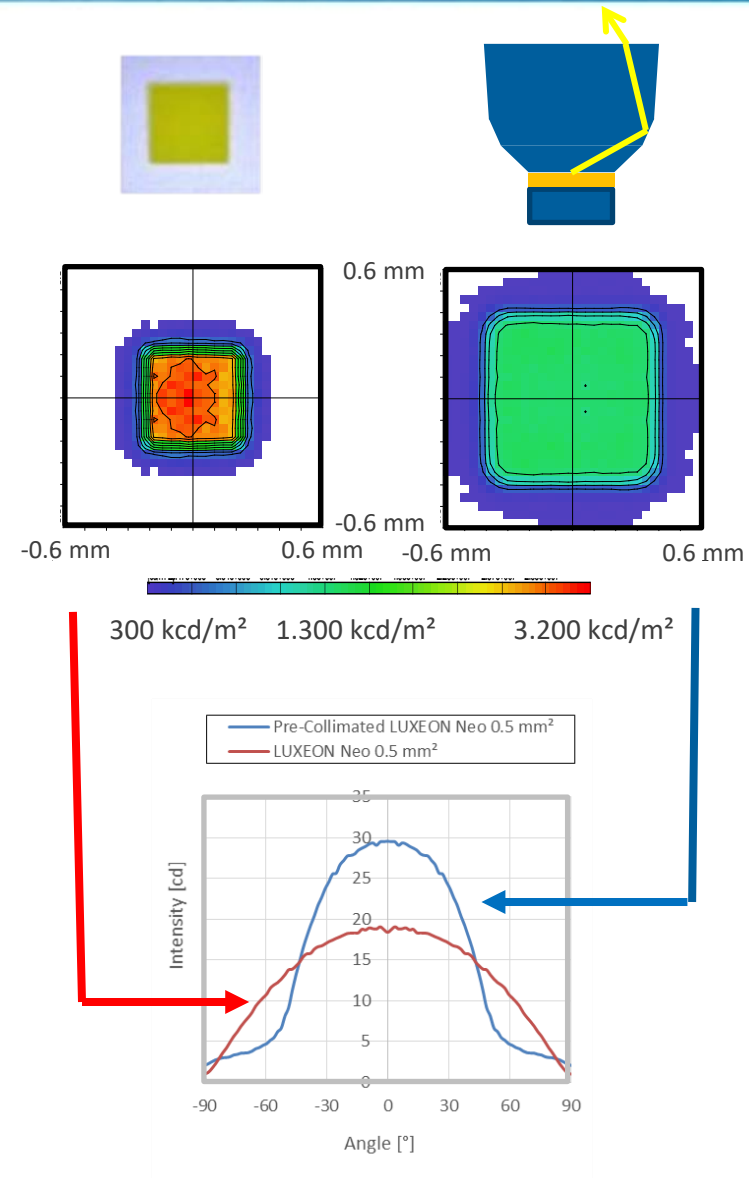 0.6 mm
-0.6 mm
-0.6 mm 0.6 mm -0.6 mm 0.6 mm
300 kcd/m² 1.300 kcd/m² 3.200 kcd/m²
Pre-Collimated LUXEON Neo 0.5 mm²
LUXEON Neo 0.5 mm²
35
30
25
20
15
10
5
0
Intensity [cd]
-90 -60 -30 0 30 60 90
Angle [°]